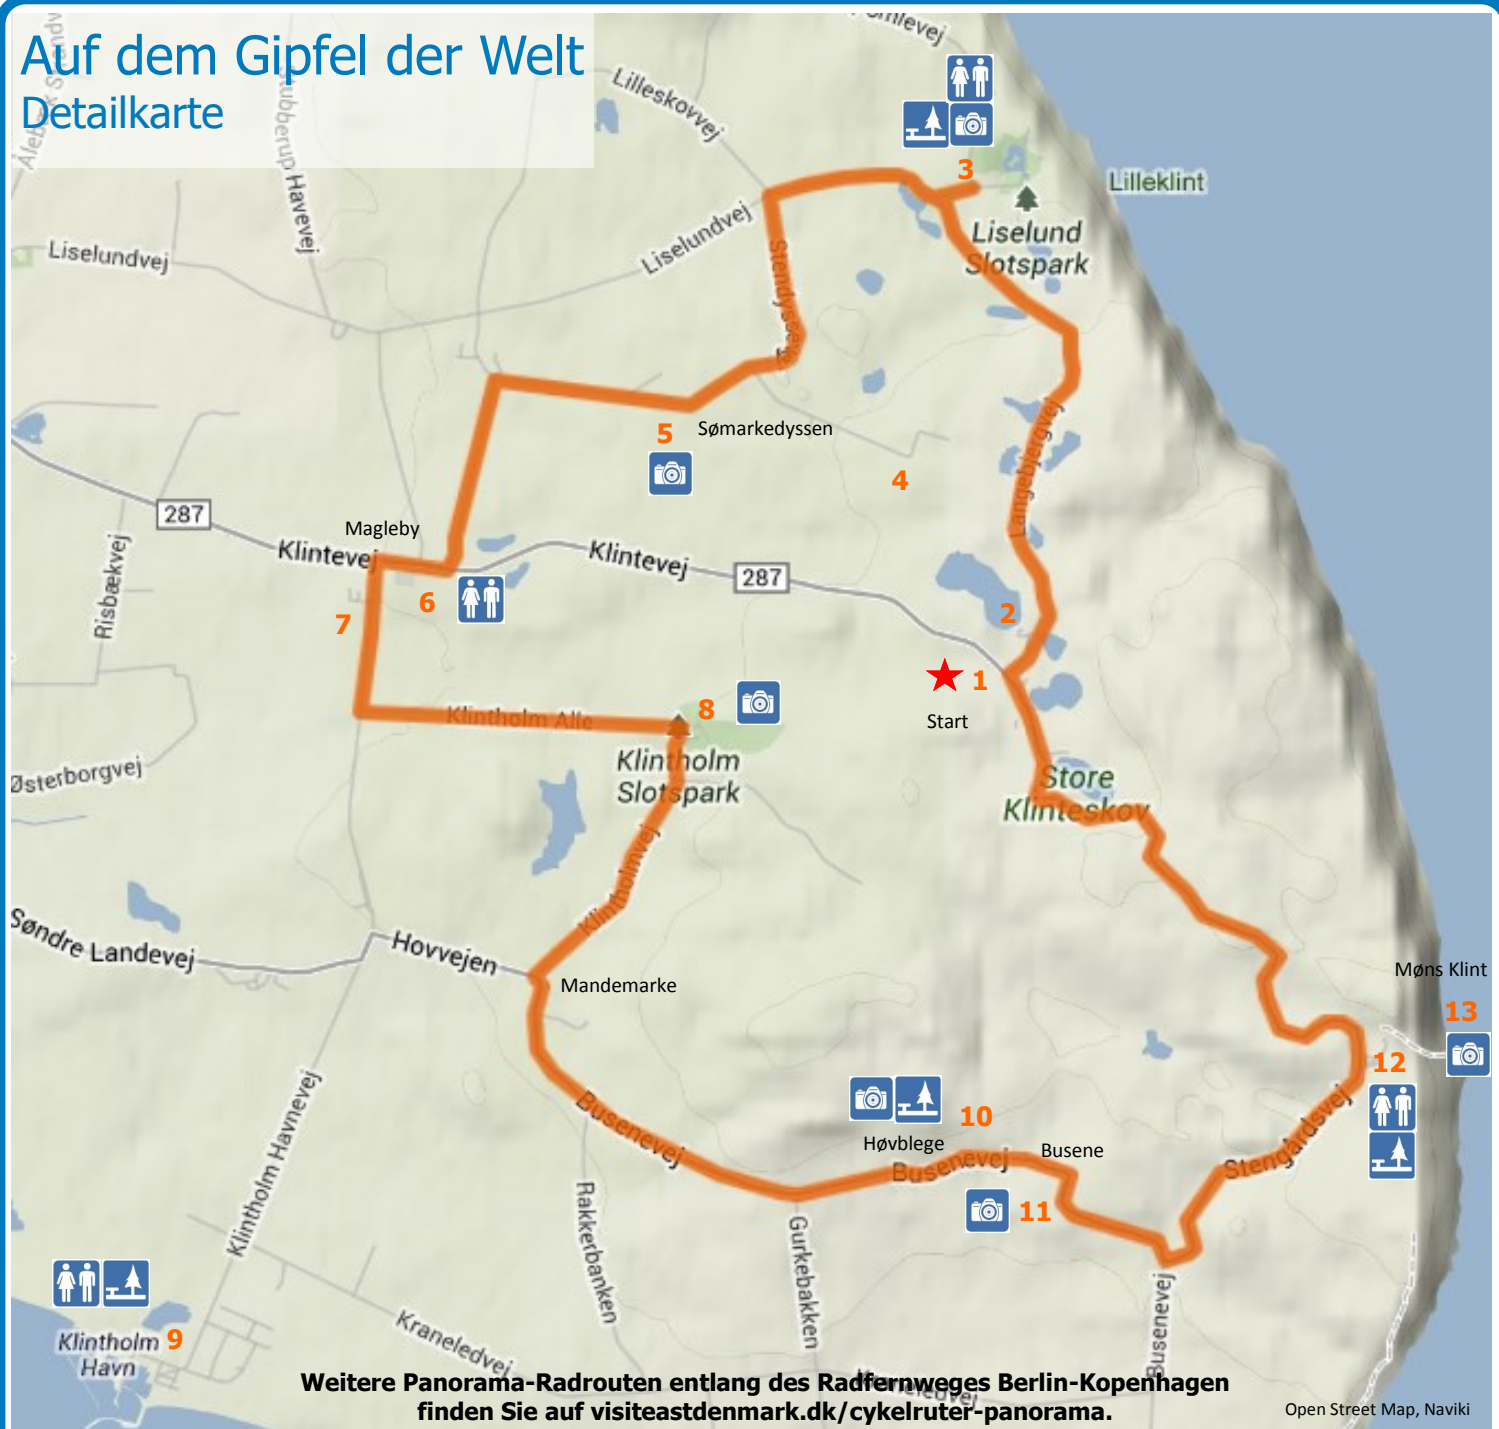 Auf dem Gipfel der Welt
Detailkarte
Stubberup Havevej
Lilleskovvej
Lilleklint
3
Liselund
Slotspark
Liselundvej
Liselundvej
Langebjergvej
5
Sømarkedyssen
4
287
Magleby
Klintevej
Klintevej
287
Risbækvej
6
7
2
1
Start
8
Klintholm Alle
Klintholm
Slotspark
Store
Klinteskov
Østerborgvej
Klintholmvej
Søndre Landevej
Hovvejen
Mandemarke
Møns Klint
13
12
10
Høvblege
Busenevej
Busene
Busenevej
Stengårdsvej
11
Klintholm Havnevej
Rakkerbanken
Gurkebakken
Busenevej
Klintholm
Havn
9
Kraneledvej
Kraneledvej
Weitere Panorama-Radrouten entlang des Radfernweges Berlin-Kopenhagen
finden Sie auf visiteastdenmark.dk/cykelruter-panorama.
Open Street Map, Naviki